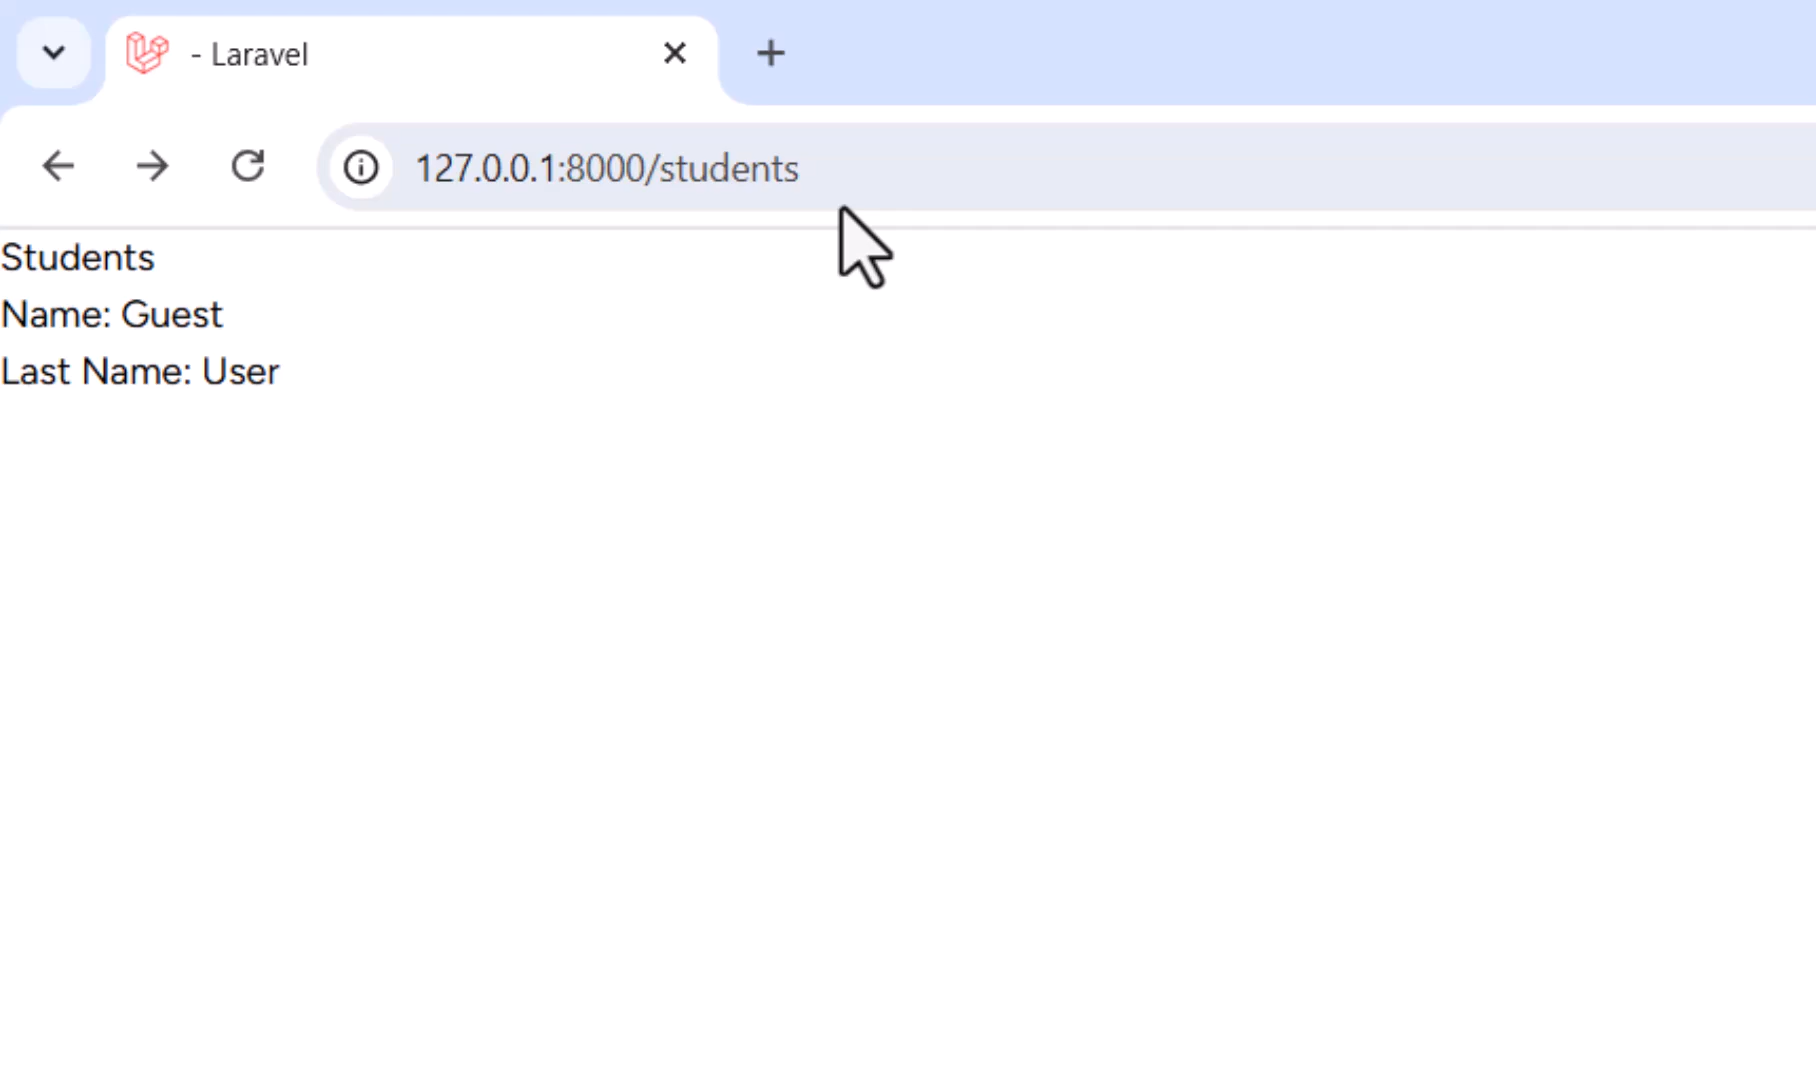 - Laravel
127.0.0.1:8000/students
Students
Name: Guest
Last Name: User